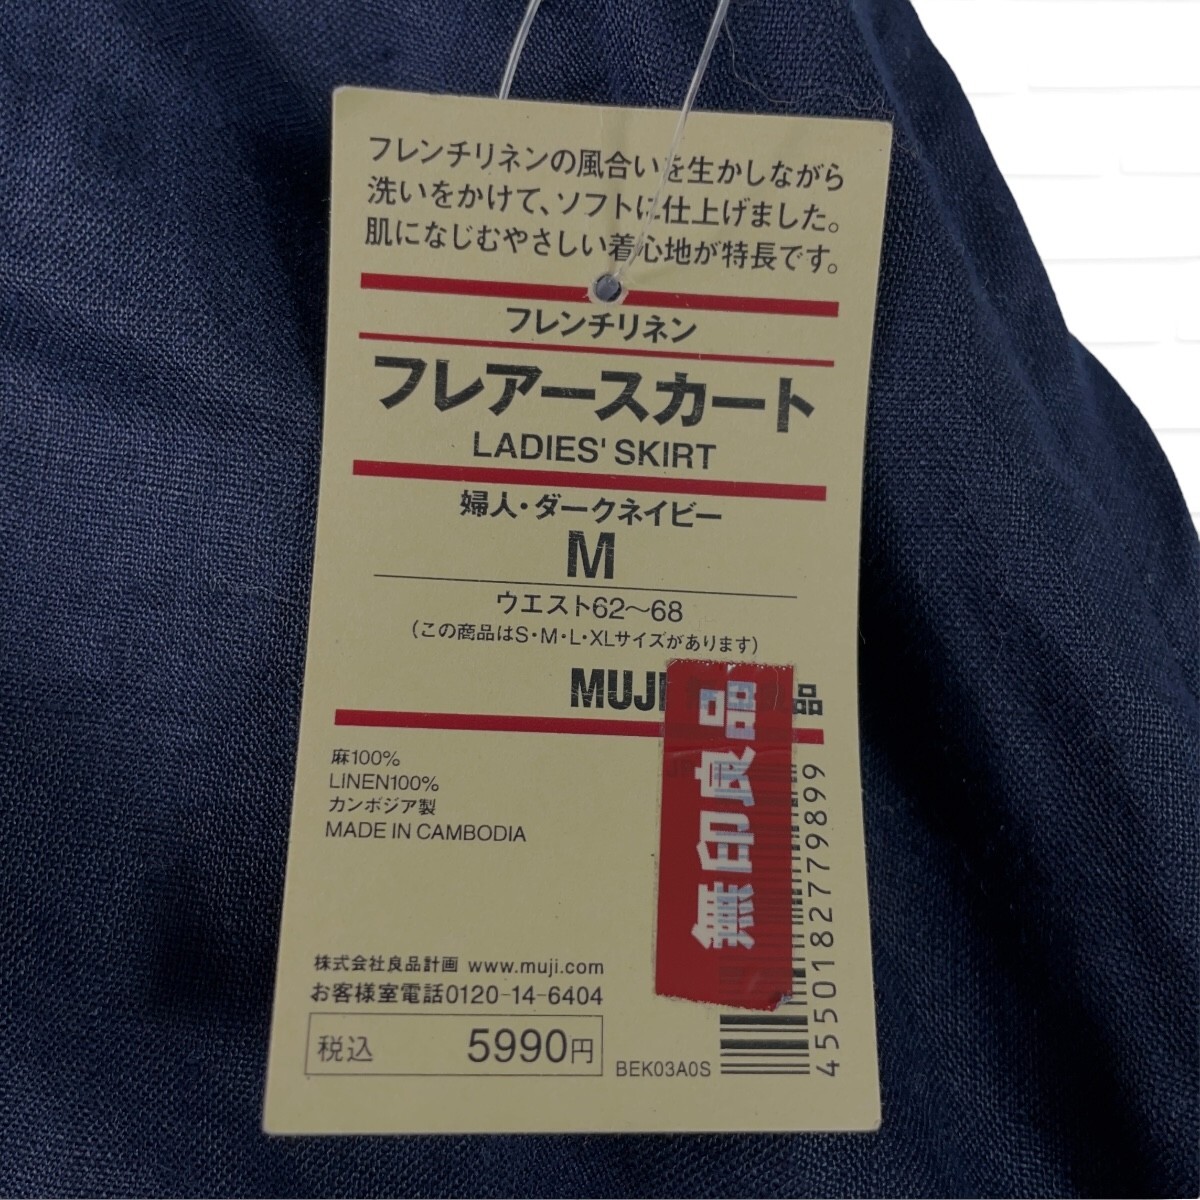 フレンチリネンの風合いを生かしながら
洗いをかけて、ソフトに仕上げました。
肌になじむやさしい着心地が特長です。
フレンチリネン
フレアースカート
LADIES' SKIRT
婦人・ダークネイビー
M
ウエスト62〜68
(この商品はS・M・L・XLサイズがあります)
MUJI 品
無印良品
麻100%
LINEN100%
カンボジア製
MADE IN CAMBODIA
株式会社良品計画 www.muji.com
お客様室電話0120-14-6404
税込 5990円
BEK03A0S
4550182779899